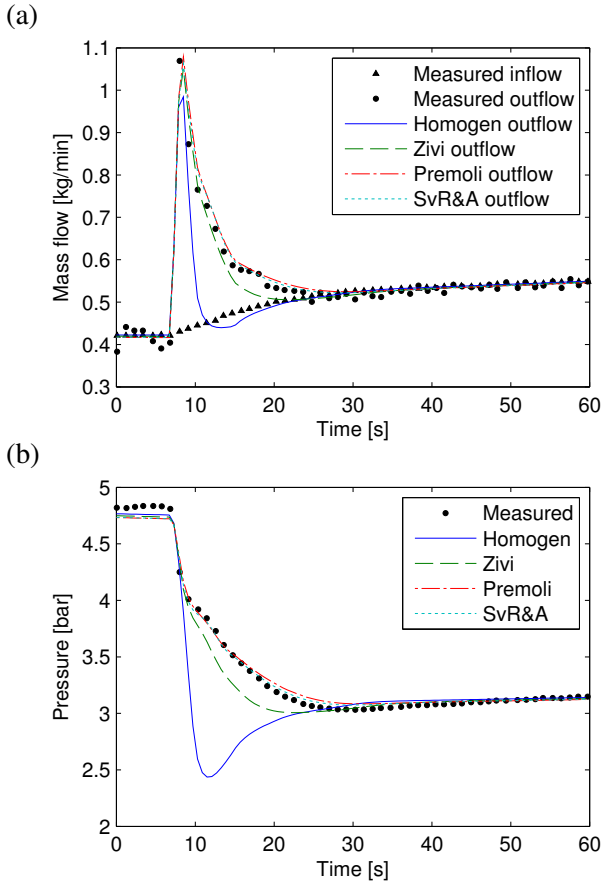 (a)
1.1
1
0.9
0.8
0.7
0.6
0.5
0.4
0.3
Mass flow [kg/min]
Measured inflow
Measured outflow
Homogen outflow
Zivi outflow
Premoli outflow
SvR&A outflow
0 10 20 30 40 50 60
Time [s]
(b)
5
4.5
4
3.5
3
2.5
2
Pressure [bar]
Measured
Homogen
Zivi
Premoli
SvR&A
0 10 20 30 40 50 60
Time [s]